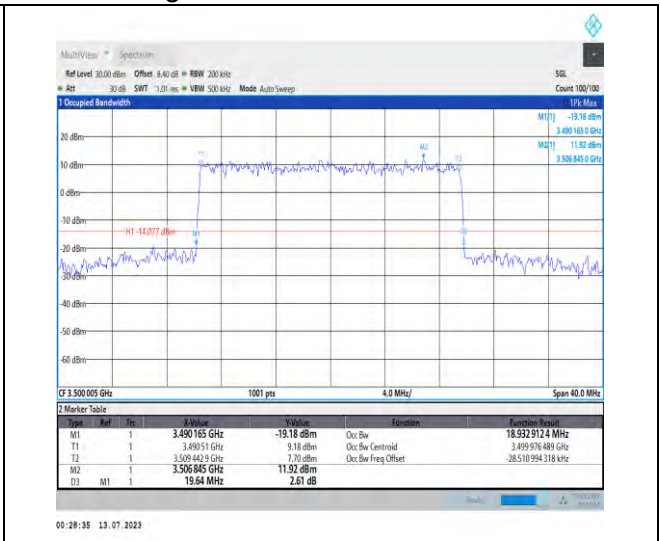 MultiView Spectrum
Ref Level 30.00 dBm Offset 8.40 dB RBW 200 kHz SGL
Att 30 dB SWT 1.01 ms VBW 500 kHz Mode Auto Sweep Count 100/100
1 Occupied Bandwidth 1Pk Max
M1[1] -19.18 dBm
3.490 165 0 GHz
M2[1] 11.92 dBm
3.506 845 0 GHz
20 dBm
M2
T1
T2
10 dBm
0 dBm
-10 dBm
H1 -14.077 dBm
M1
D3
-20 dBm
-30 dBm
-40 dBm
-50 dBm
-60 dBm
CF 3.500 005 GHz 1001 pts 4.0 MHz/ Span 40.0 MHz
2 Marker Table
Type Ref Trc X-Value Y-Value Function Function Result
M1 1 3.490165 GHz -19.18 dBm Occ Bw 18.932 912 4 MHz
T1 1 3.490 51 GHz 9.18 dBm Occ Bw Centroid 3.499 976 489 GHz
T2 1 3.509 442 9 GHz 7.70 dBm Occ Bw Freq Offset -28.510 994 318 kHz
M2 1 3.506 845 GHz 11.92 dBm
D3 M1 1 19.64 MHz 2.61 dB
00:28:35 13.07.2023